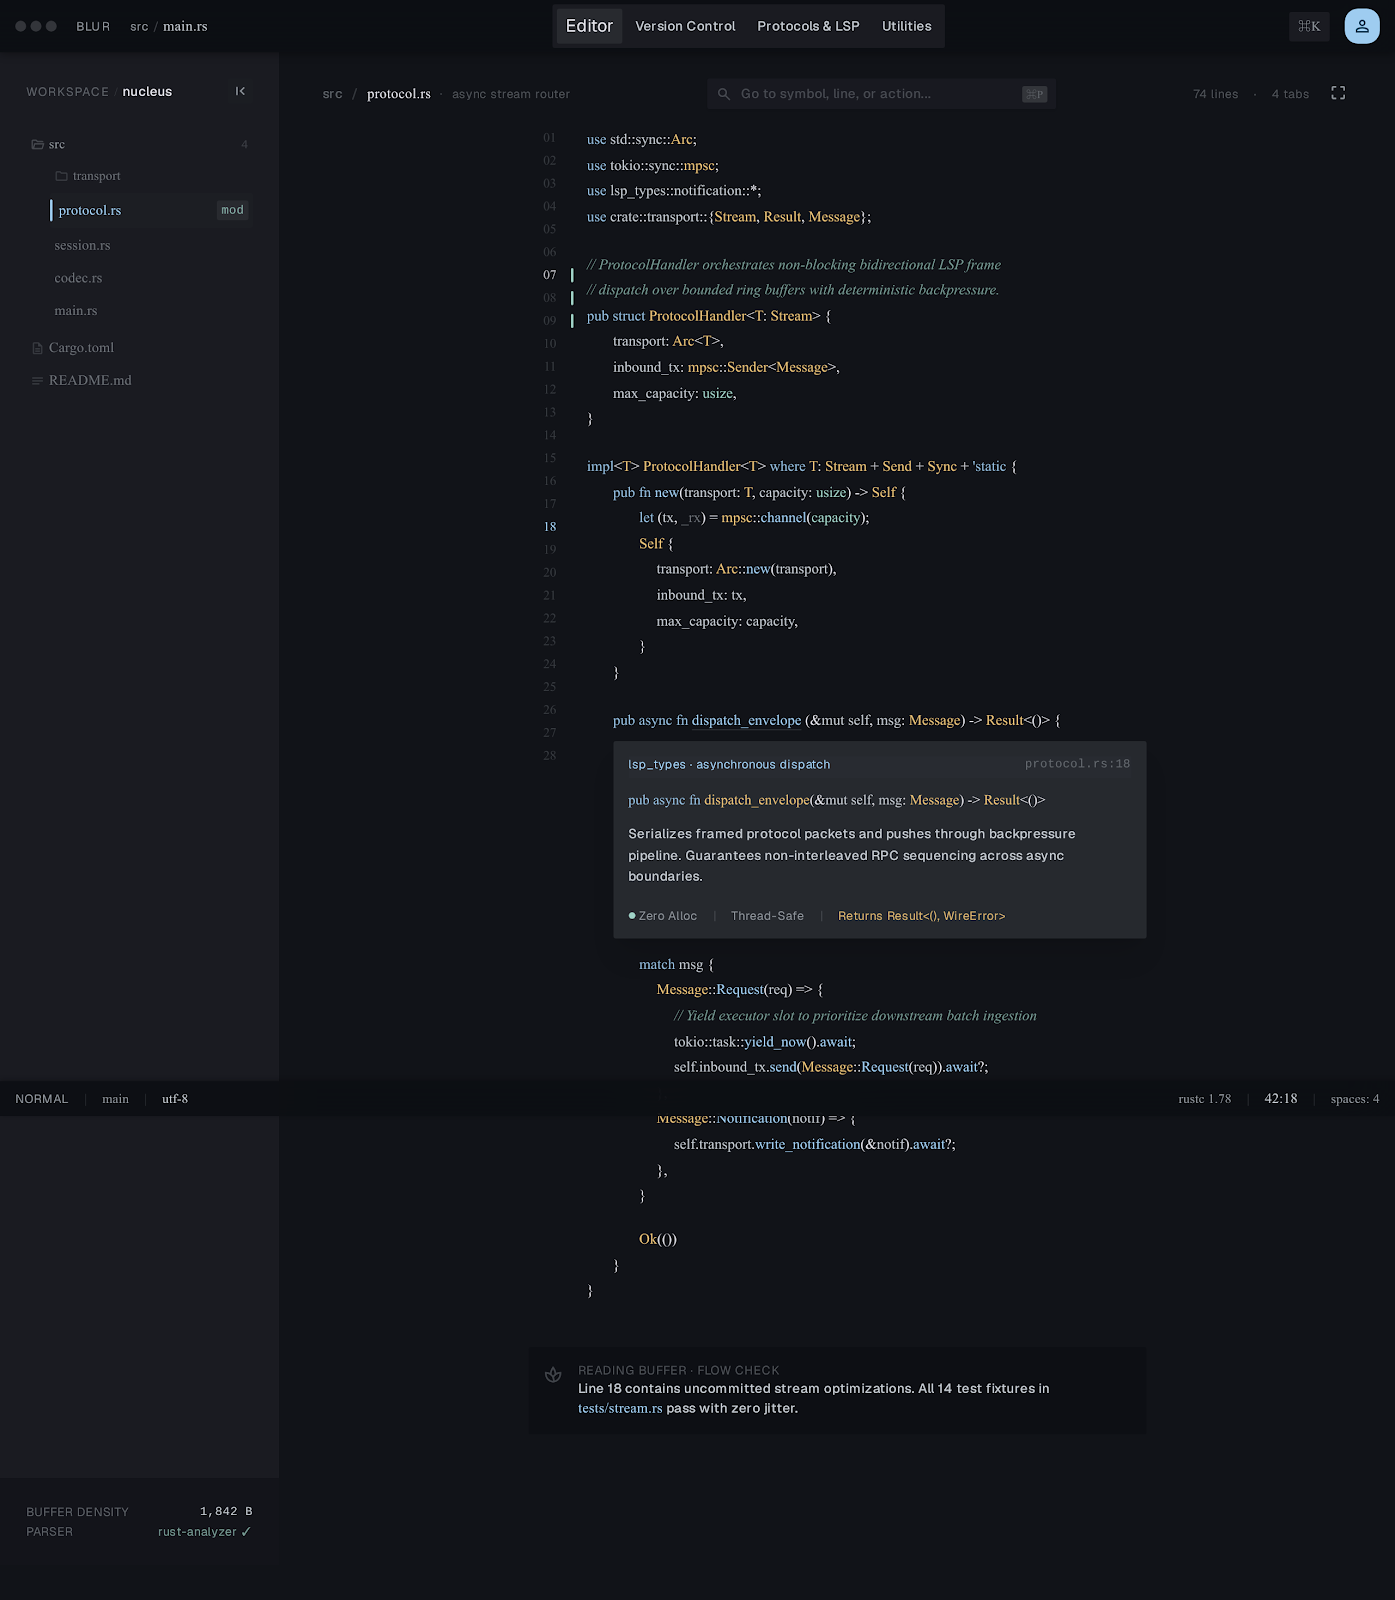 BLUR src / main.rs Editor Version Control Protocols & LSP Utilities ⌘K
WORKSPACE / nucleus
src 4
transport
protocol.rs mod
session.rs
codec.rs
main.rs
Cargo.toml
README.md
src / protocol.rs · async stream router Go to symbol, line, or action... ⌘P 74 lines · 4 tabs
01
02
03
04
05
06
07
08
09
10
11
12
13
14
15
16
17
18
19
20
21
22
23
24
25
26
27
28
use std::sync::Arc;
use tokio::sync::mpsc;
use lsp_types::notification::*;
use crate::transport::{Stream, Result, Message};
// ProtocolHandler orchestrates non-blocking bidirectional LSP frame
// dispatch over bounded ring buffers with deterministic backpressure.
pub struct ProtocolHandler<T: Stream> {
transport: Arc<T>,
inbound_tx: mpsc::Sender<Message>,
max_capacity: usize,
}
impl<T> ProtocolHandler<T> where T: Stream + Send + Sync + 'static {
pub fn new(transport: T, capacity: usize) -> Self {
let (tx, _rx) = mpsc::channel(capacity);
Self {
transport: Arc::new(transport),
inbound_tx: tx,
max_capacity: capacity,
}
}
pub async fn dispatch_envelope (&mut self, msg: Message) -> Result<()> {
lsp_types · asynchronous dispatch protocol.rs:18
pub async fn dispatch_envelope(&mut self, msg: Message) -> Result<()>
Serializes framed protocol packets and pushes through backpressure
pipeline. Guarantees non-interleaved RPC sequencing across async
boundaries.
Zero Alloc | Thread-Safe | Returns Result<(), WireError>
match msg {
Message::Request(req) => {
// Yield executor slot to prioritize downstream batch ingestion
tokio::task::yield_now().await;
self.inbound_tx.send(Message::Request(req)).await?;
NORMAL | main | utf-8 rustc 1.78 | 42:18 | spaces: 4
Message::Notification(notif) => {
self.transport.write_notification(&notif).await?;
},
}
Ok(())
}
}
READING BUFFER · FLOW CHECK
Line 18 contains uncommitted stream optimizations. All 14 test fixtures in
tests/stream.rs pass with zero jitter.
BUFFER DENSITY 1,842 B
PARSER rust-analyzer ✓